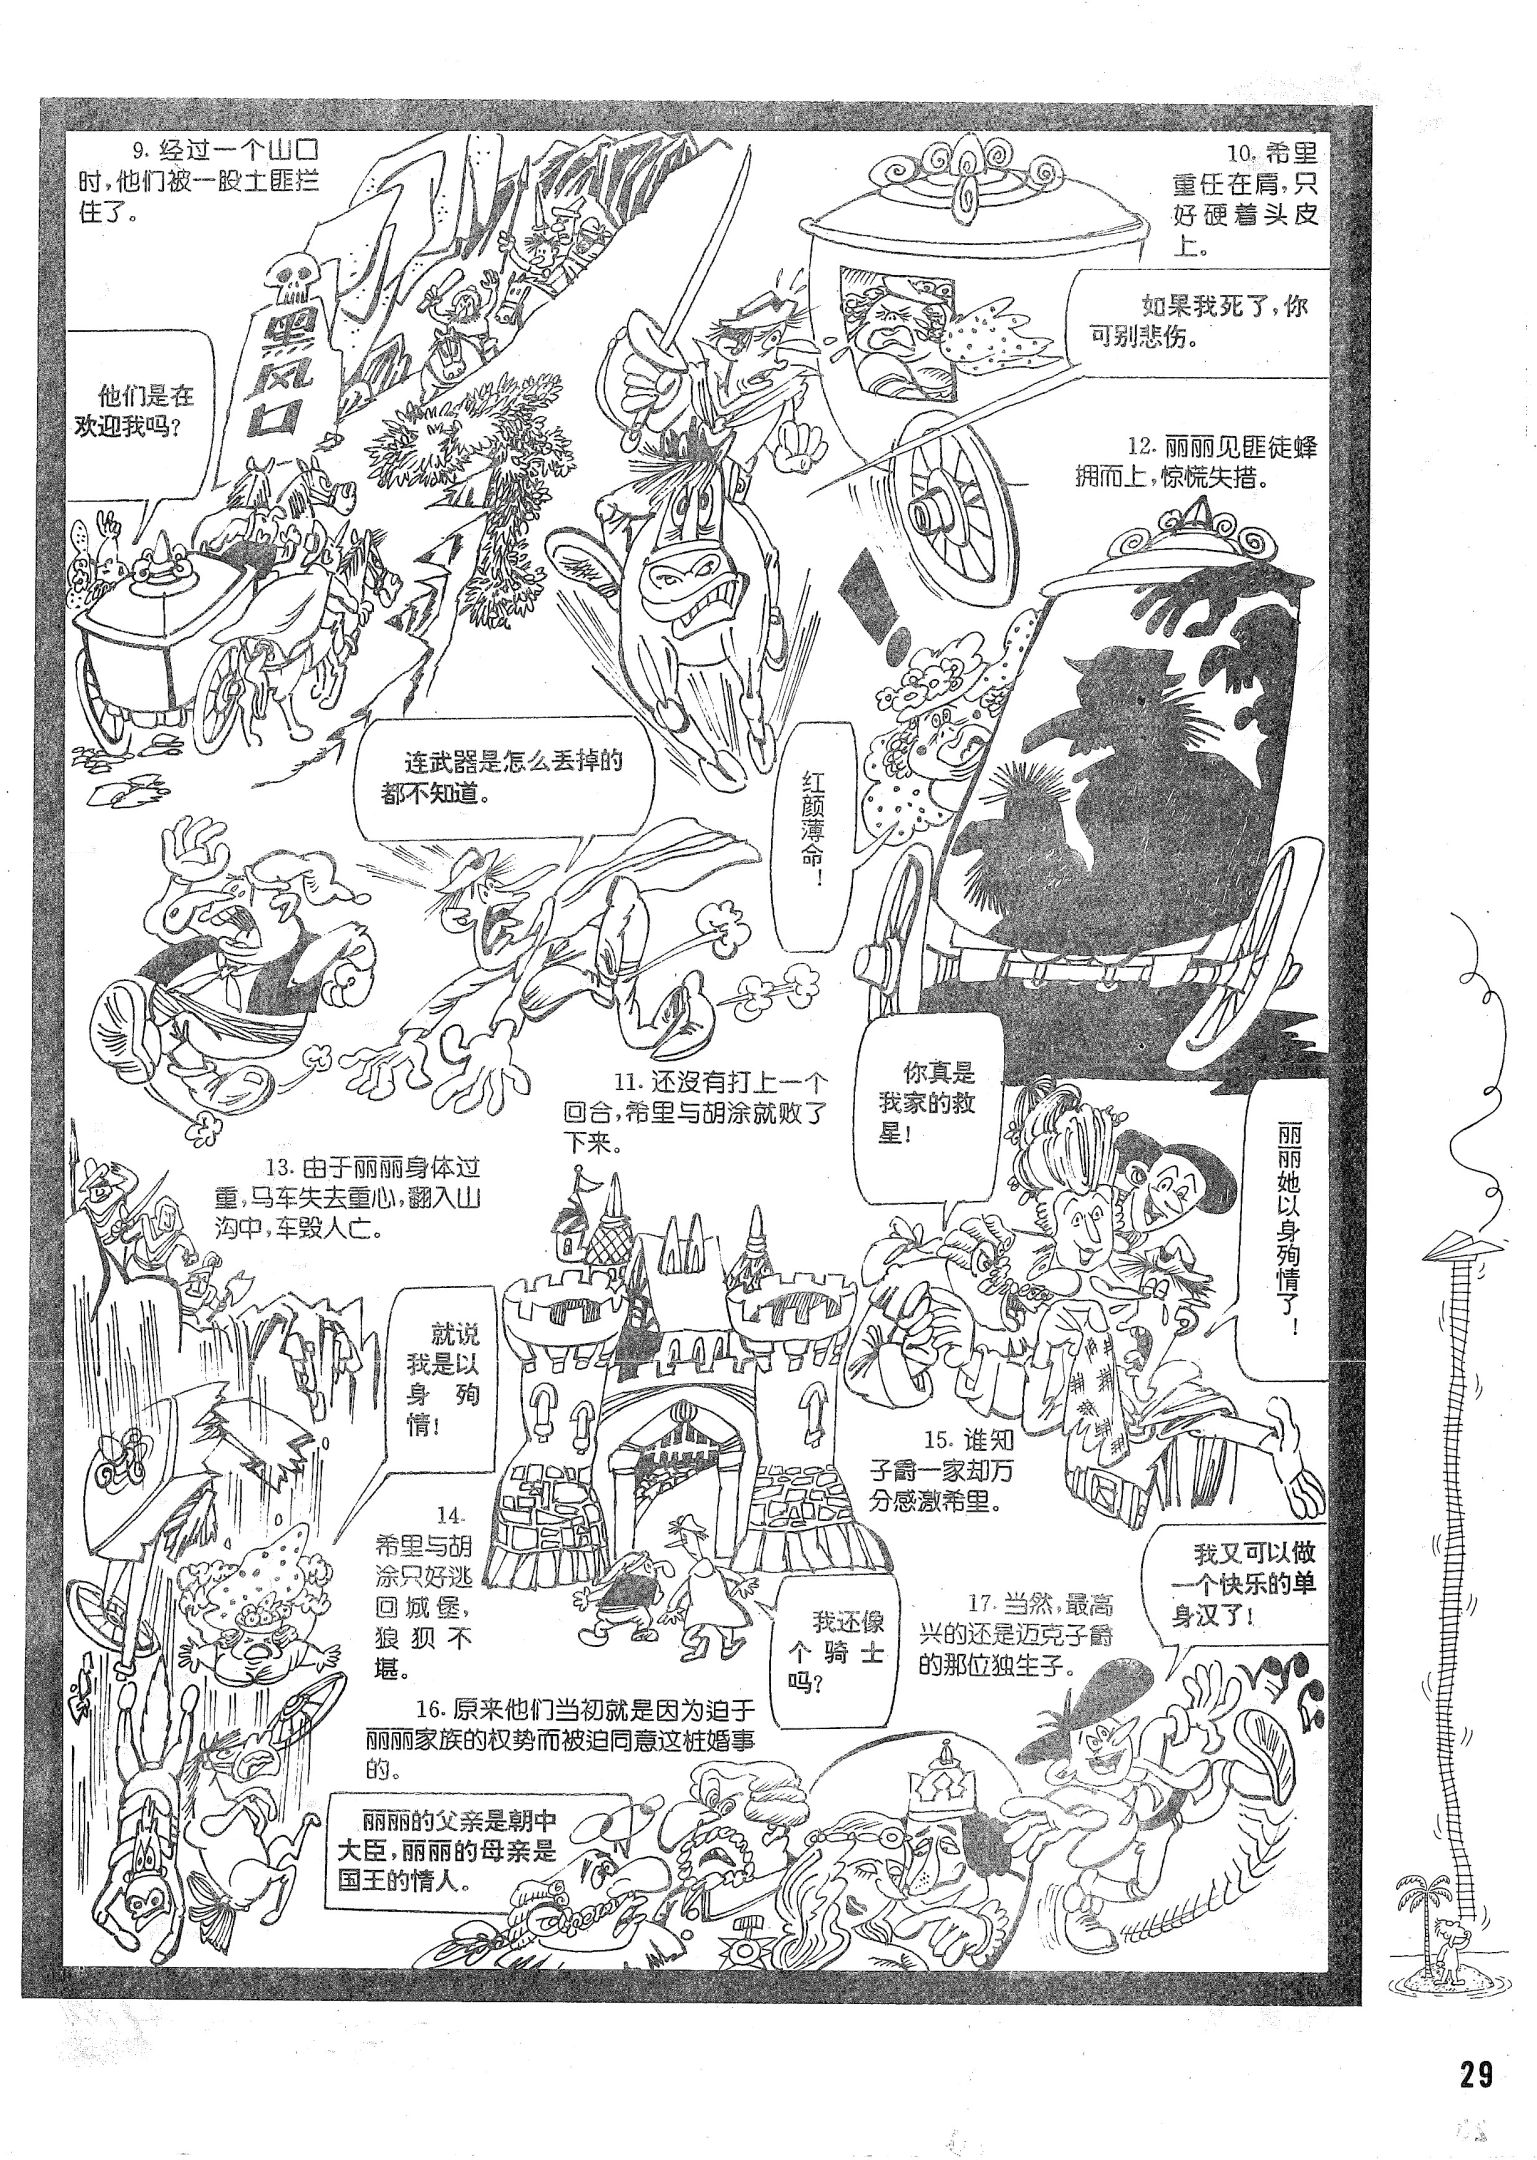 9. 经过一个山口
时，他们被一股土匪拦
住了。
黑风口
他们是在
欢迎我吗？
10. 希里
重任在肩，只
好硬着头皮
上。
如果我死了，你
可别悲伤。
连武器是怎么丢掉的
都不知道。
11. 还没有打上一个
回合，希里与胡涂就败了
下来。
12. 丽丽见匪徒蜂
拥而上，惊慌失措。
红颜薄命！
13. 由于丽丽身体过
重，马车失去重心，翻入山
沟中，车毁人亡。
就说
我是以
身殉
情！
14.
希里与胡
涂只好逃
回城堡，
狼狈不
堪。
我还像
个骑士
吗？
你真是
我家的救
星！
丽丽她以身殉情了！
15. 谁知
子爵一家却万
分感激希里。
16. 原来他们当初就是因为迫于
丽丽家族的权势而被迫同意这桩婚事
的。
丽丽的父亲是朝中
大臣，丽丽的母亲是
国王的情人。
17. 当然，最高
兴的还是迈克子爵
的那位独生子。
我又可以做
一个快乐的单
身汉了！
29